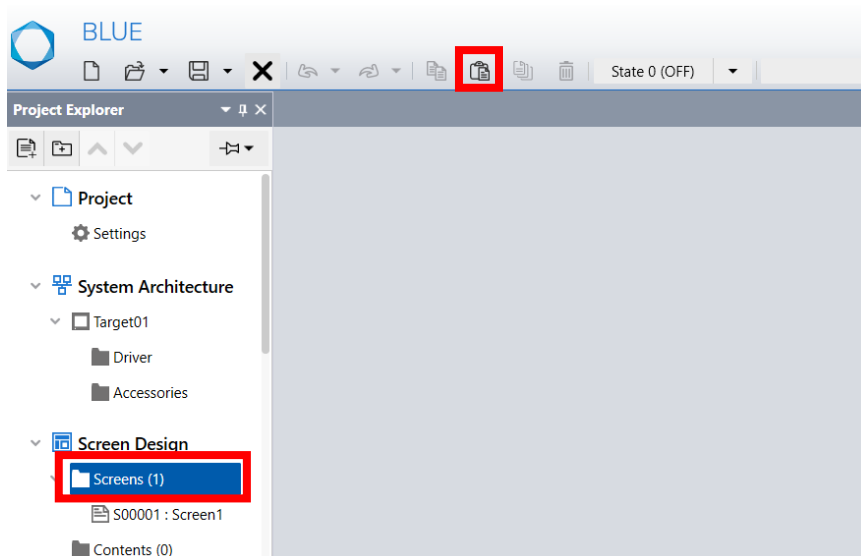 BLUE
State 0 (OFF)
Project Explorer
Project
Settings
System Architecture
Target01
Driver
Accessories
Screen Design
Screens (1)
S00001 : Screen1
Contents (0)